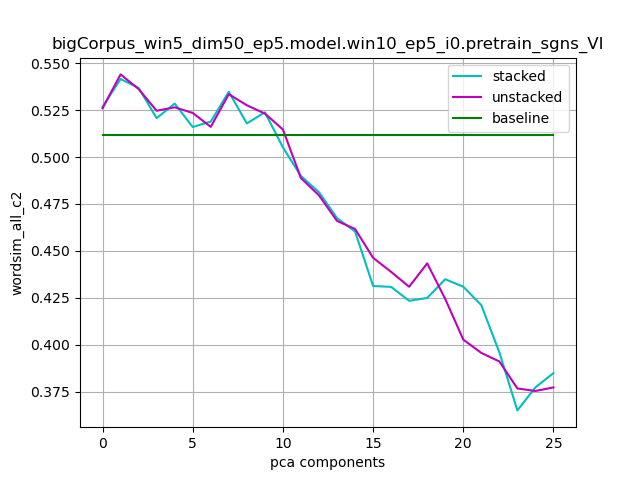 bigCorpus_win5_dim50_ep5.model.win10_ep5_i0.pretrain_sgns_VI
stacked
unstacked
baseline
wordsim_all_c2
0.550
0.525
0.500
0.475
0.450
0.425
0.400
0.375
0 5 10 15 20 25
pca components